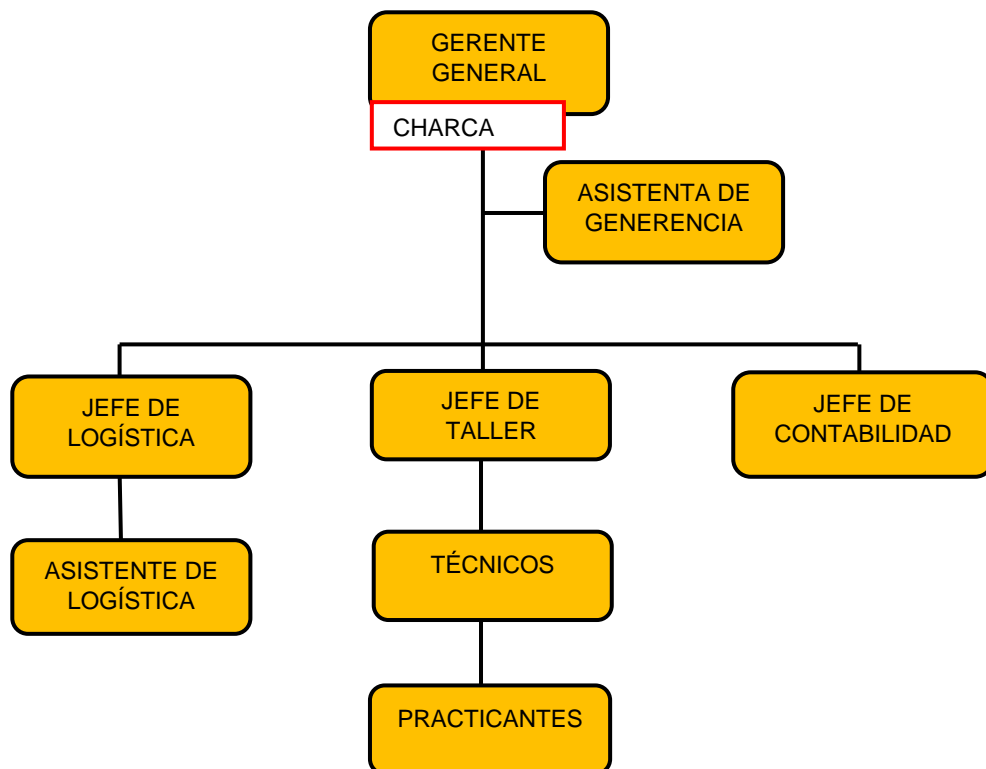 GERENTE
GENERAL
CHARCA
ASISTENTA DE
GENERENCIA
JEFE DE
LOGÍSTICA
JEFE DE
TALLER
JEFE DE
CONTABILIDAD
ASISTENTE DE
LOGÍSTICA
TÉCNICOS
PRACTICANTES